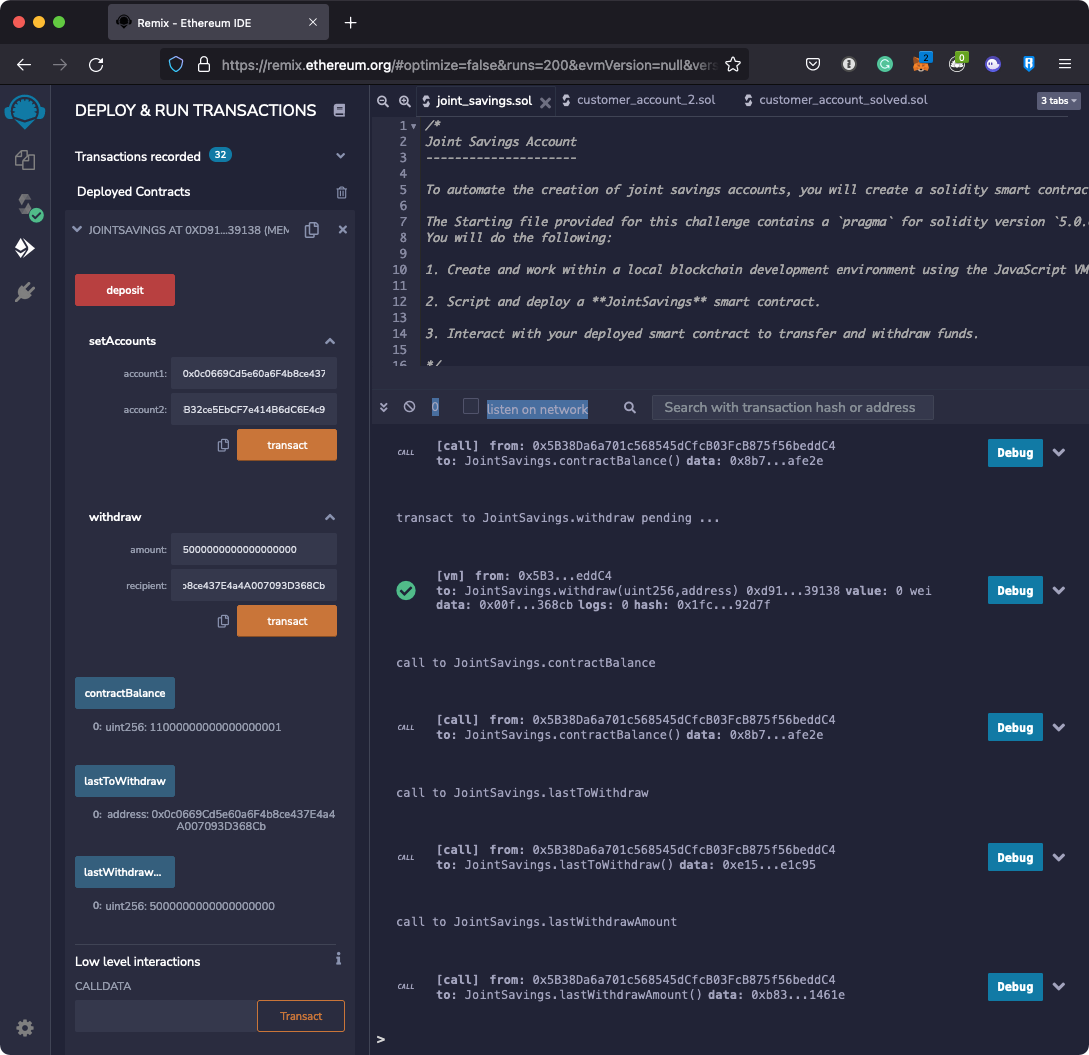 Remix - Ethereum IDE
https://remix.ethereum.org/#optimize=false&runs=200&evmVersion=null&vers
2
0
DEPLOY & RUN TRANSACTIONS
Transactions recorded 32
Deployed Contracts
JOINTSAVINGS AT 0XD91...39138 (MEM
deposit
setAccounts
account1: 0x0c0669Cd5e60a6F4b8ce437
account2: B32ce5EbCF7e414B6dC6E4c9
transact
withdraw
amount: 5000000000000000000
recipient: b8ce437E4a4A007093D368Cb
transact
contractBalance
0: uint256: 11000000000000000001
lastToWithdraw
0: address: 0x0c0669Cd5e60a6F4b8ce437E4a4
A007093D368Cb
lastWithdraw...
0: uint256: 5000000000000000000
Low level interactions
CALLDATA
Transact
joint_savings.sol
customer_account_2.sol
customer_account_solved.sol
3 tabs
1 /*
2 Joint Savings Account
3 ---------------------
4
5 To automate the creation of joint savings accounts, you will create a solidity smart contrac
6
7 The Starting file provided for this challenge contains a `pragma` for solidity version `5.0.
8 You will do the following:
9
10 1. Create and work within a local blockchain development environment using the JavaScript VM
11
12 2. Script and deploy a **JointSavings** smart contract.
13
14 3. Interact with your deployed smart contract to transfer and withdraw funds.
15
16 */
0 listen on network Search with transaction hash or address
CALL [call] from: 0x5B38Da6a701c568545dCfcB03FcB875f56beddC4
to: JointSavings.contractBalance() data: 0x8b7...afe2e
Debug
transact to JointSavings.withdraw pending ...
[vm] from: 0x5B3...eddC4
to: JointSavings.withdraw(uint256,address) 0xd91...39138 value: 0 wei
data: 0x00f...368cb logs: 0 hash: 0x1fc...92d7f
Debug
call to JointSavings.contractBalance
CALL [call] from: 0x5B38Da6a701c568545dCfcB03FcB875f56beddC4
to: JointSavings.contractBalance() data: 0x8b7...afe2e
Debug
call to JointSavings.lastToWithdraw
CALL [call] from: 0x5B38Da6a701c568545dCfcB03FcB875f56beddC4
to: JointSavings.lastToWithdraw() data: 0xe15...e1c95
Debug
call to JointSavings.lastWithdrawAmount
CALL [call] from: 0x5B38Da6a701c568545dCfcB03FcB875f56beddC4
to: JointSavings.lastWithdrawAmount() data: 0xb83...1461e
Debug
>